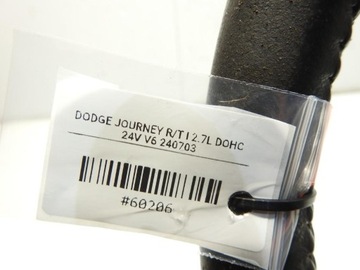 DODGE JOURNEY R/T I 2.7L DOHC
24V V6 240703
#60206